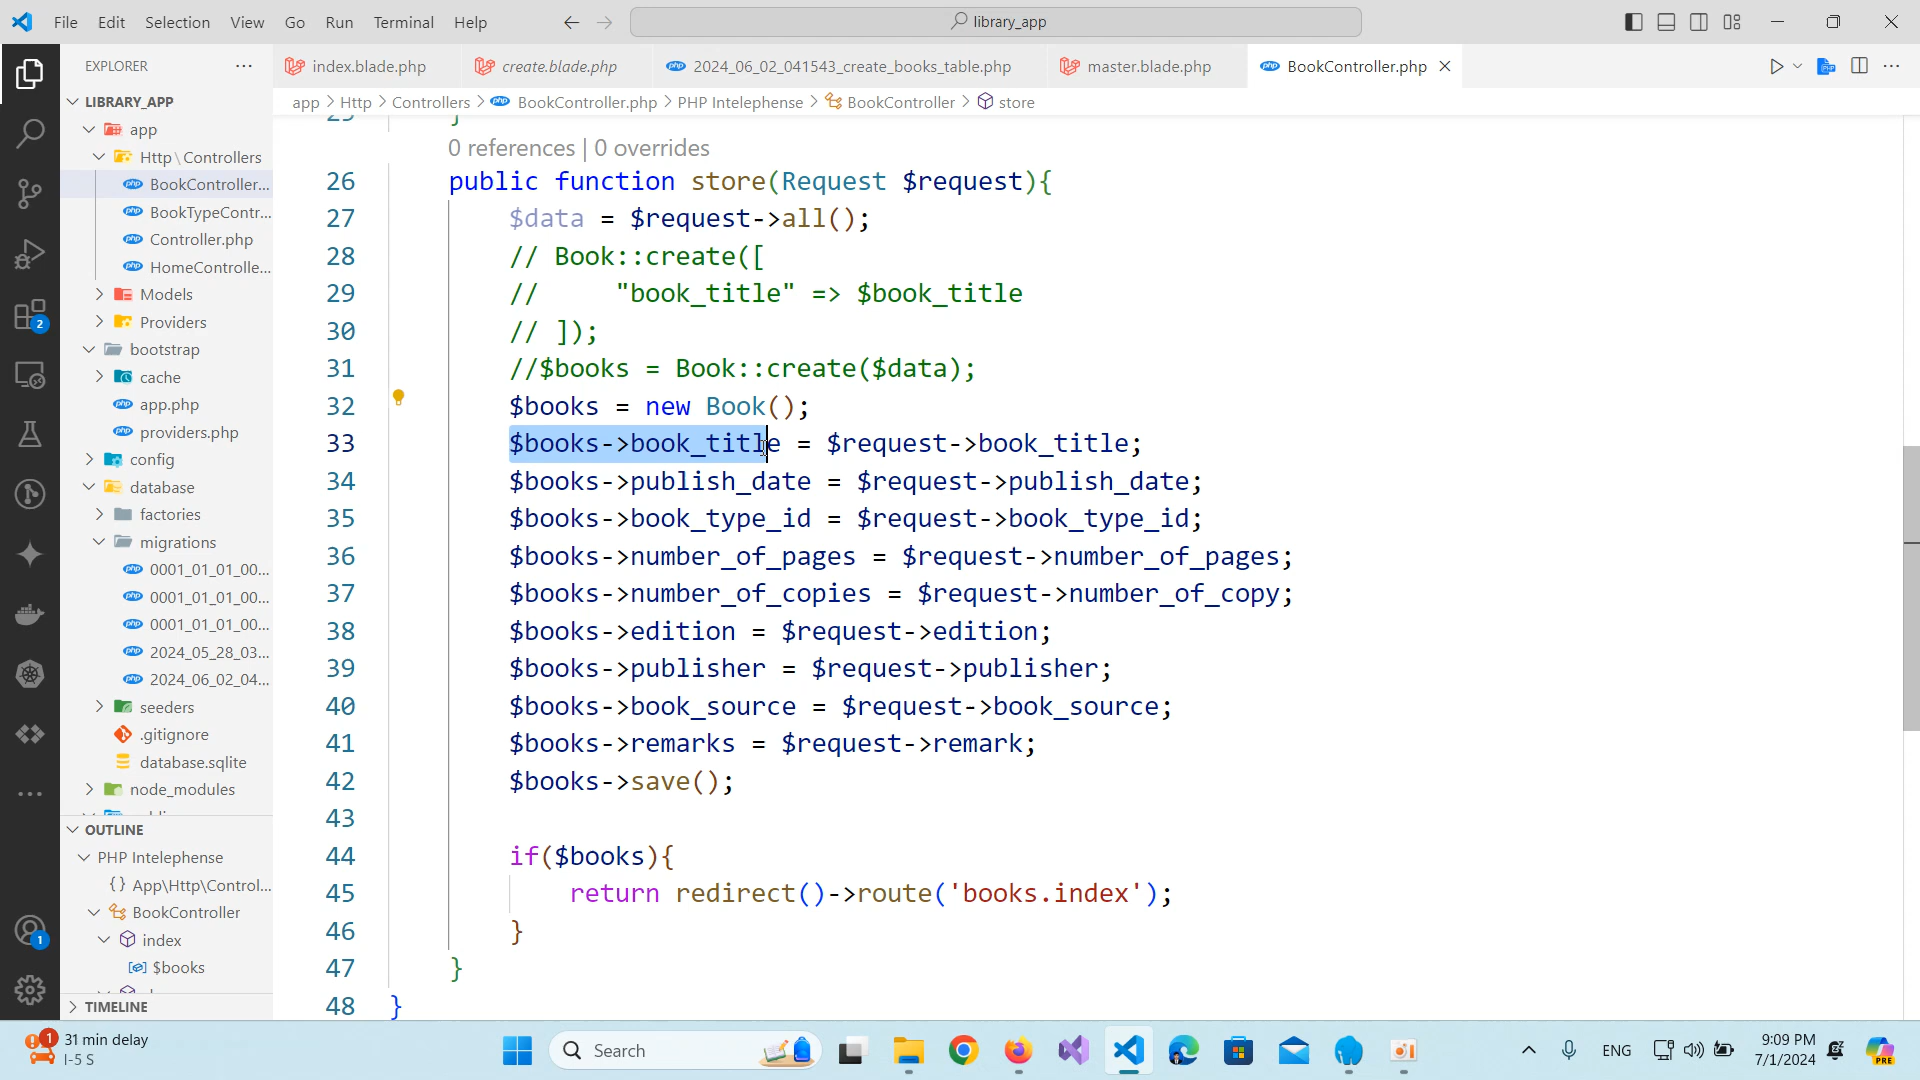 File Edit Selection View Go Run Terminal Help
library_app
EXPLORER
index.blade.php
create.blade.php
2024_06_02_041543_create_books_table.php
master.blade.php
BookController.php
app > Http > Controllers > BookController.php > PHP Intelephense > BookController > store
LIBRARY_APP
app
Http \ Controllers
BookController...
BookTypeContr...
Controller.php
HomeControlle...
Models
Providers
bootstrap
cache
app.php
providers.php
config
database
factories
migrations
0001_01_01_00...
0001_01_01_00...
0001_01_01_00...
2024_05_28_03...
2024_06_02_04...
seeders
.gitignore
database.sqlite
node_modules
OUTLINE
PHP Intelephense
{} App\Http\Control...
BookController
index
$books
TIMELINE
2
1
0 references | 0 overrides
26 public function store(Request $request){
27 $data = $request->all();
28 // Book::create([
29 // "book_title" => $book_title
30 // ]);
31 //$books = Book::create($data);
32 $books = new Book();
33 $books->book_title = $request->book_title;
34 $books->publish_date = $request->publish_date;
35 $books->book_type_id = $request->book_type_id;
36 $books->number_of_pages = $request->number_of_pages;
37 $books->number_of_copies = $request->number_of_copy;
38 $books->edition = $request->edition;
39 $books->publisher = $request->publisher;
40 $books->book_source = $request->book_source;
41 $books->remarks = $request->remark;
42 $books->save();
43
44 if($books){
45 return redirect()->route('books.index');
46 }
47 }
48 }
1
31 min delay
I-5 S
Search
ENG
9:09 PM
7/1/2024
PRE